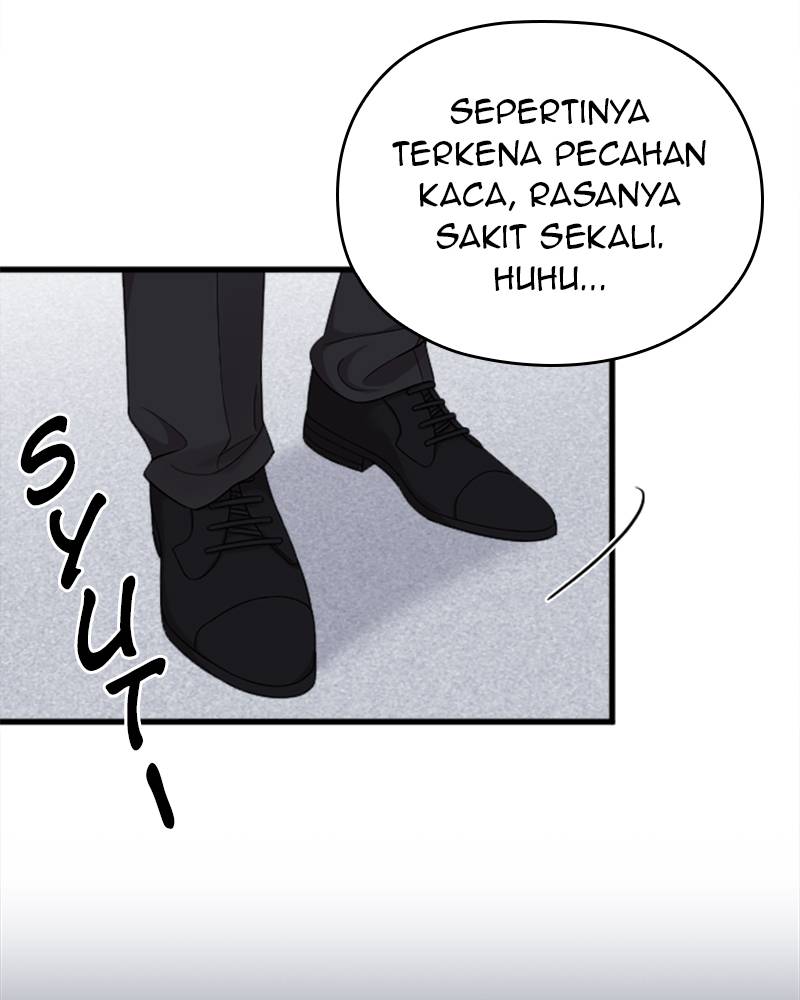 SEPERTINYA
TERKENA PECAHAN
KACA, RASANYA
SAKIT SEKALI.
HUHU...
SYUT